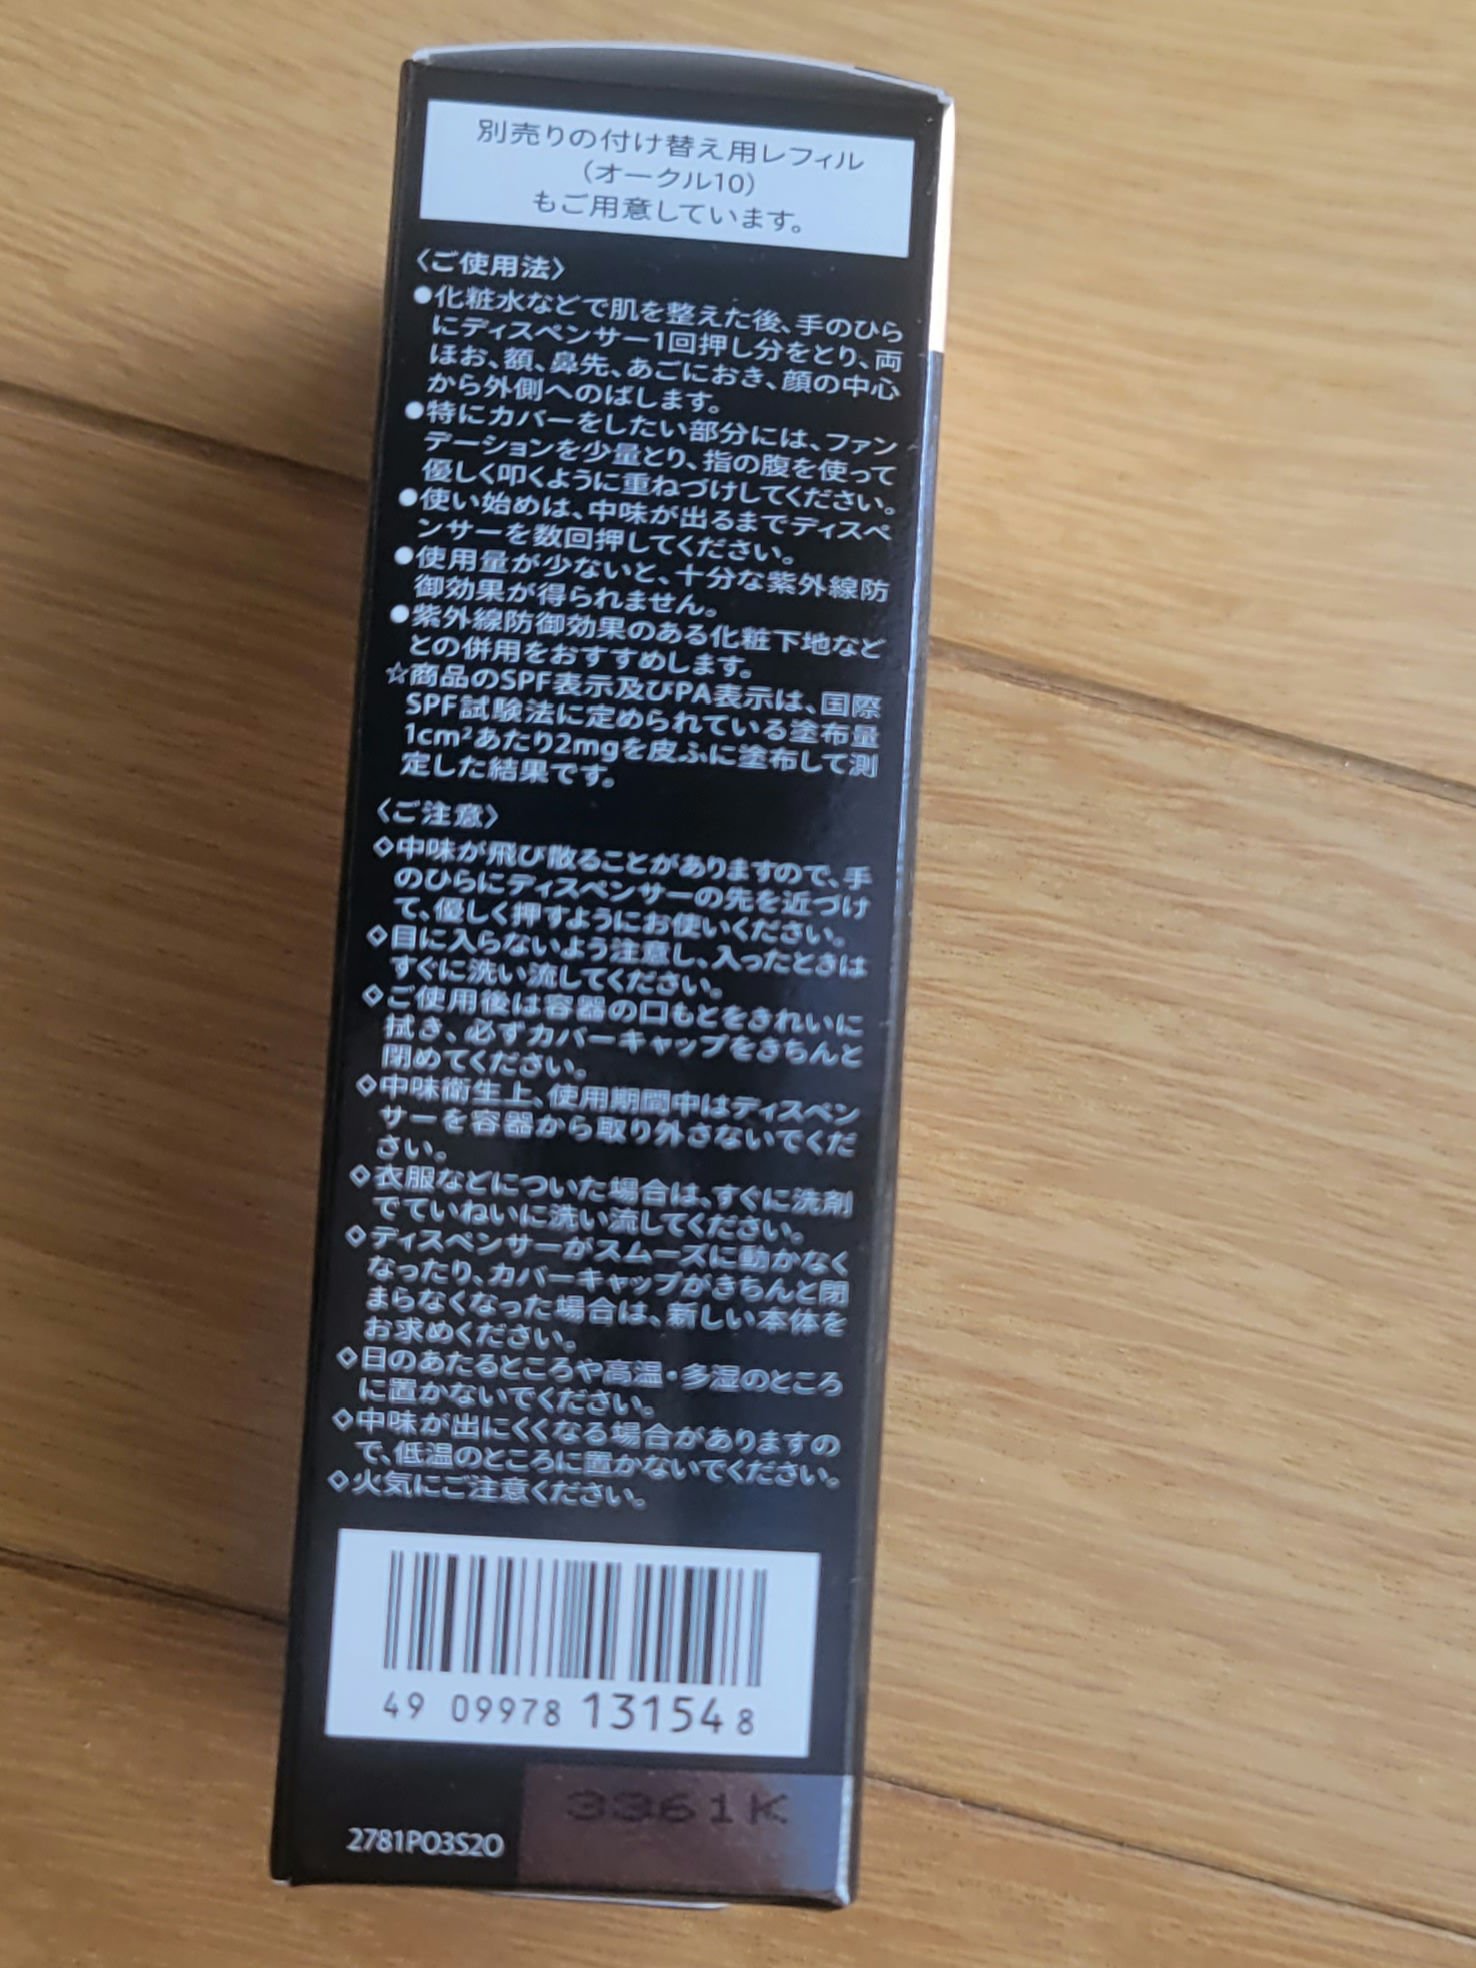 別売りの付け替え用レフィル
（オークル10）
もご用意しています。
〈ご使用法〉
●化粧水などで肌を整えた後、手のひら
にディスペンサー1回押し分をとり、両
ほお、額、鼻先、あごにおき、顔の中心
から外側へのばします。
●特にカバーをしたい部分には、ファン
デーションを少量とり、指の腹を使って
優しく叩くように重ねづけしてください。
●使い始めは、中味が出るまでディスペ
ンサーを数回押してください。
●使用量が少ないと、十分な紫外線防
御効果が得られません。
●紫外線防御効果のある化粧下地など
との併用をおすすめします。
☆商品のSPF表示及びPA表示は、国際
SPF試験法に定められている塗布量
1cm²あたり2mgを皮ふに塗布して測
定した結果です。
〈ご注意〉
◇中味が飛び散ることがありますので、手
のひらにディスペンサーの先を近づけ
て、優しく押すようにお使いください。
◇目に入らないよう注意し、入ったときは
すぐに洗い流してください。
◇ご使用後は容器の口もとをきれいに
拭き、必ずカバーキャップをきちんと
閉めてください。
◇中味衛生上、使用期間中はディスペン
サーを容器から取り外さないでくだ
さい。
◇衣服などについた場合は、すぐに洗剤
でていねいに洗い流してください。
◇ディスペンサーがスムーズに動かなく
なったり、カバーキャップがきちんと閉
まらなくなった場合は、新しい本体を
お求めください。
◇日のあたるところや高温・多湿のところ
に置かないでください。
◇中味が出にくくなる場合がありますの
で、低温のところに置かないでください。
◇火気にご注意ください。
49 09978 13154 8
3361K
2781PO3S2O